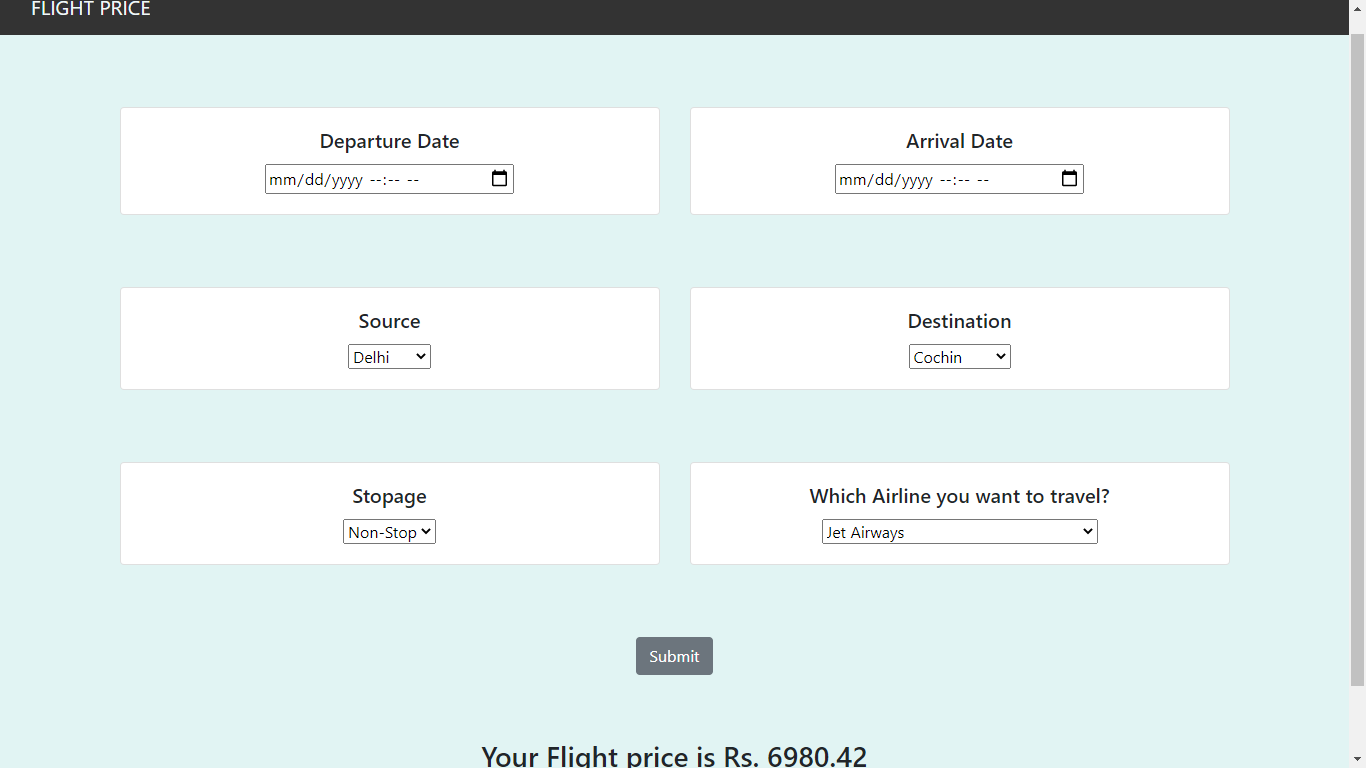 FLIGHT PRICE
Departure Date
mm/dd/yyyy --:-- --
Arrival Date
mm/dd/yyyy --:-- --
Source
Delhi
Destination
Cochin
Stopage
Non-Stop
Which Airline you want to travel?
Jet Airways
Submit
Your Flight price is Rs. 6980.42